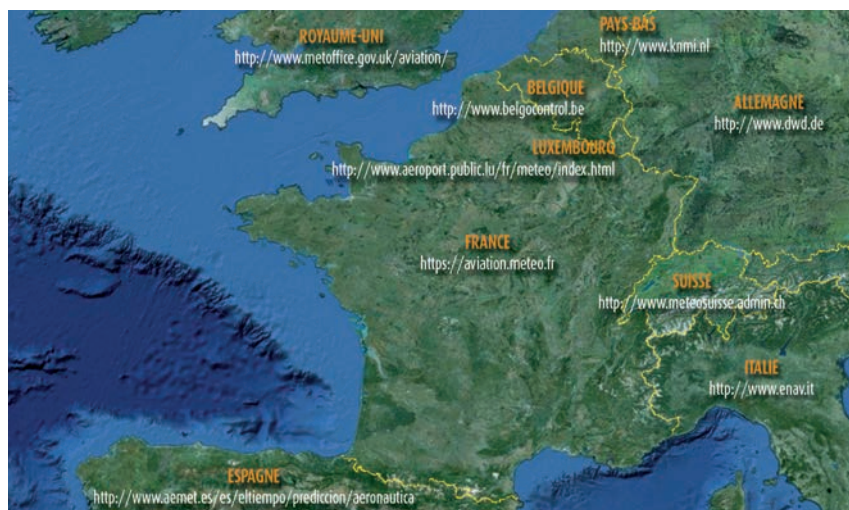 ROYAUME-UNI
http://www.metoffice.gov.uk/aviation/
PAYS-BAS
http://www.knmi.nl
BELGIQUE
http://www.belgocontrol.be
ALLEMAGNE
http://www.dwd.de
LUXEMBOURG
http://www.aeroport.public.lu/fr/meteo/index.html
FRANCE
https://aviation.meteo.fr
SUISSE
http://www.meteosuisse.admin.ch
ITALIE
http://www.enav.it
ESPAGNE
http://www.aemet.es/es/eltiempo/prediccion/aeronautica